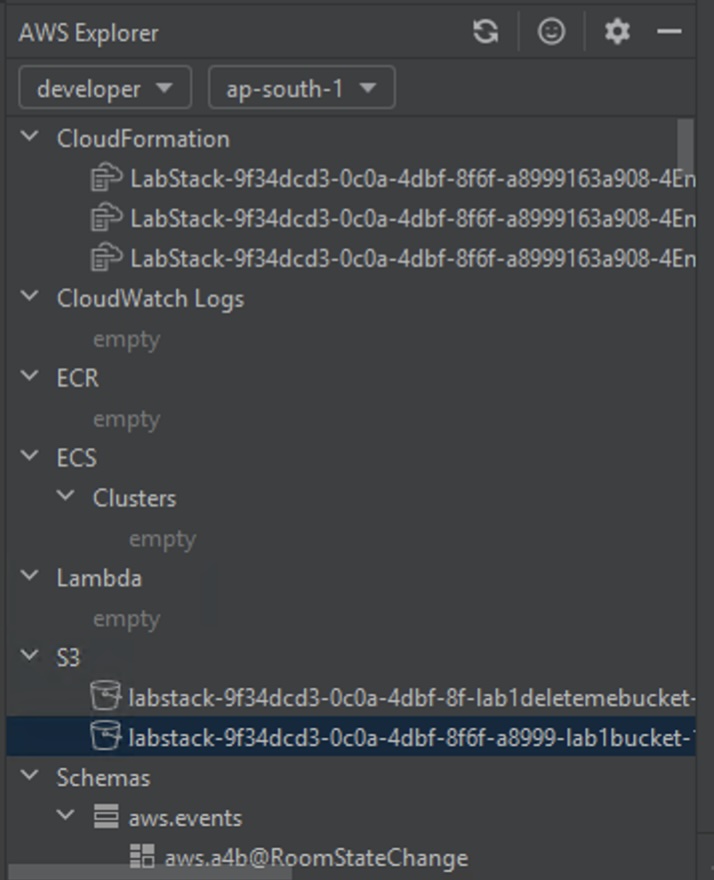 AWS Explorer
developer ap-south-1
CloudFormation
LabStack-9f34dcd3-0c0a-4dbf-8f6f-a8999163a908-4En
LabStack-9f34dcd3-0c0a-4dbf-8f6f-a8999163a908-4En
LabStack-9f34dcd3-0c0a-4dbf-8f6f-a8999163a908-4En
CloudWatch Logs
empty
ECR
empty
ECS
Clusters
empty
Lambda
empty
S3
labstack-9f34dcd3-0c0a-4dbf-8f-lab1deletemebucket-
labstack-9f34dcd3-0c0a-4dbf-8f6f-a8999-lab1bucket-
Schemas
aws.events
aws.a4b@RoomStateChange